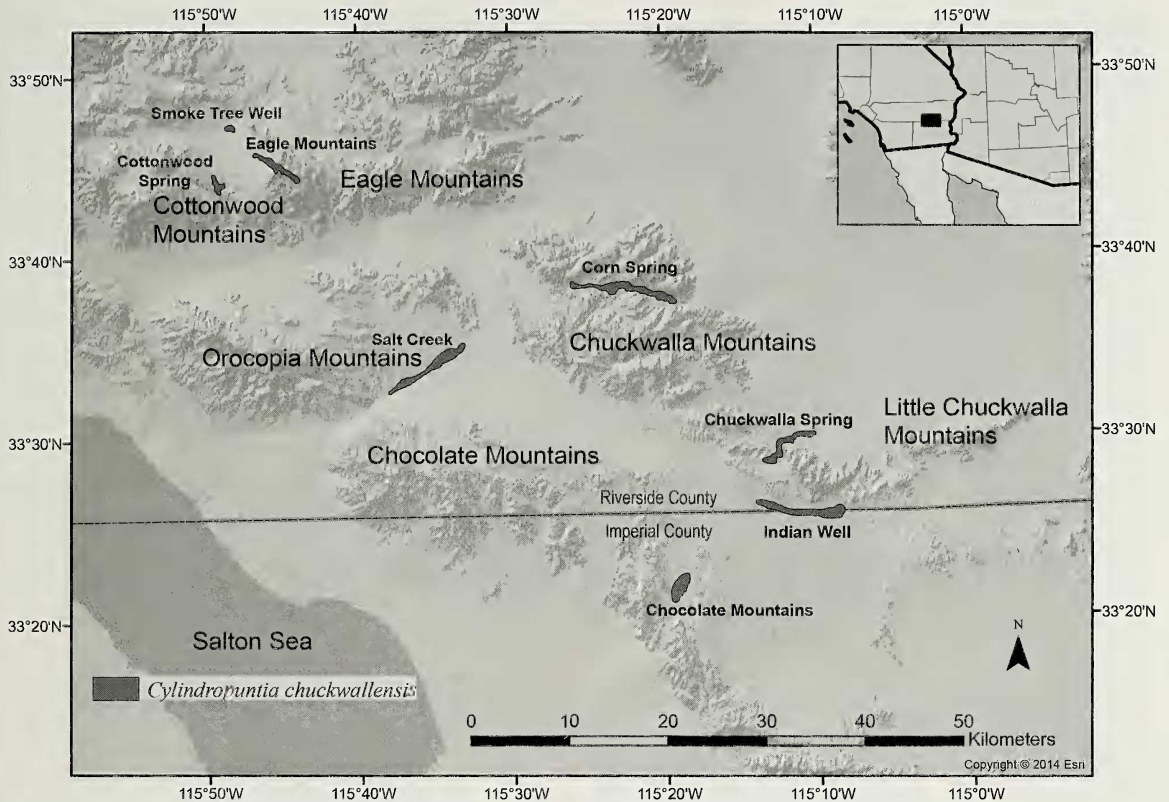 115°50'W 115°40'W 115°30'W 115°20'W 115°10'W 115°0'W
33°50'N
33°50'N
Smoke Tree Well
Eagle Mountains
Cottonwood
Spring
Eagle Mountains
Cottonwood
Mountains
33°40'N
33°40'N
Corn Spring
Salt Creek
Orocopia Mountains
Chuckwalla Mountains
Little Chuckwalla
Mountains
Chuckwalla Spring
33°30'N
33°30'N
Chocolate Mountains
Riverside County
Imperial County
Indian Well
Chocolate Mountains
33°20'N
33°20'N
Salton Sea
N
Cylindropuntia chuckwallensis
0 10 20 30 40 50
Kilometers
Copyright:© 2014 Esri
115°50'W 115°40'W 115°30'W 115°20'W 115°10'W 115°0'W